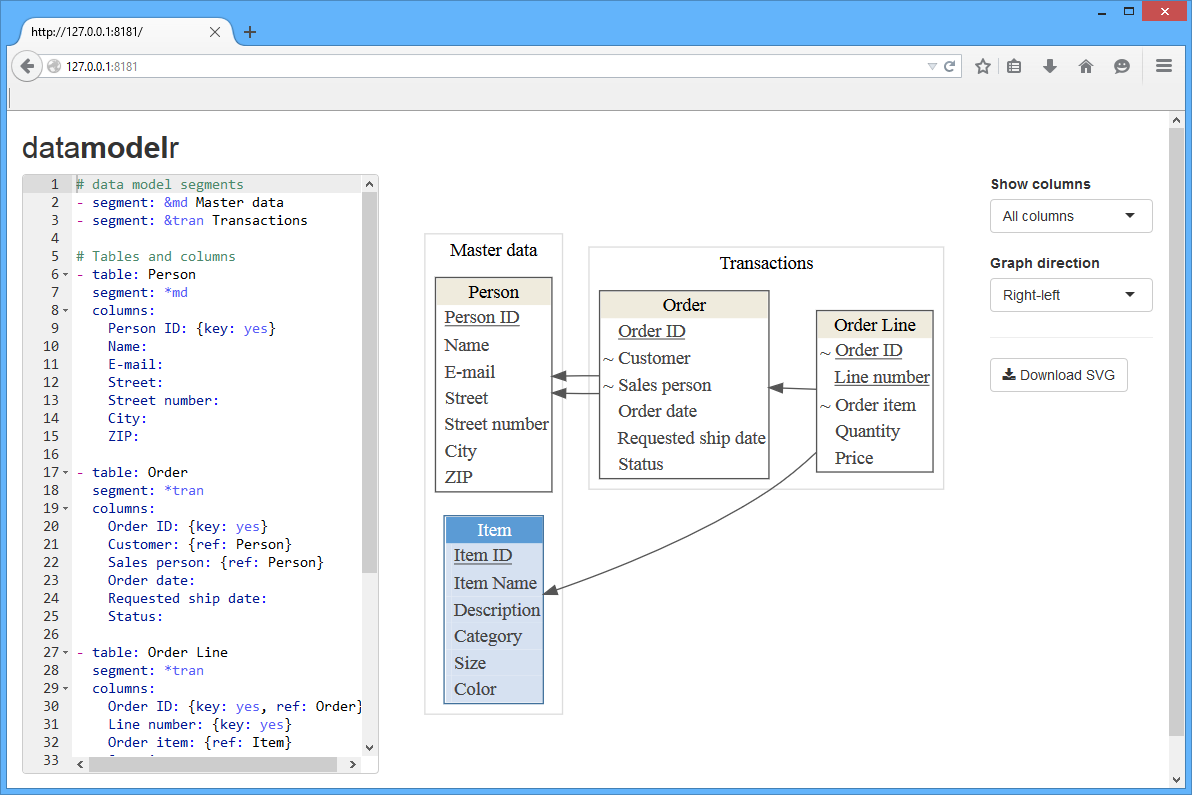 http://127.0.0.1:8181/
127.0.0.1:8181
datamodelr
1 # data model segments
2 - segment: &md Master data
3 - segment: &tran Transactions
4
5 # Tables and columns
6 - table: Person
7 segment: *md
8 columns:
9 Person ID: {key: yes}
10 Name:
11 E-mail:
12 Street:
13 Street number:
14 City:
15 ZIP:
16
17 - table: Order
18 segment: *tran
19 columns:
20 Order ID: {key: yes}
21 Customer: {ref: Person}
22 Sales person: {ref: Person}
23 Order date:
24 Requested ship date:
25 Status:
26
27 - table: Order Line
28 segment: *tran
29 columns:
30 Order ID: {key: yes, ref: Order}
31 Line number: {key: yes}
32 Order item: {ref: Item}
33
Master data
Person
Person ID
Name
E-mail
Street
Street number
City
ZIP
Item
Item ID
Item Name
Description
Category
Size
Color
Transactions
Order
Order ID
~ Customer
~ Sales person
Order date
Requested ship date
Status
Order Line
~ Order ID
Line number
~ Order item
Quantity
Price
Show columns
All columns
Graph direction
Right-left
Download SVG